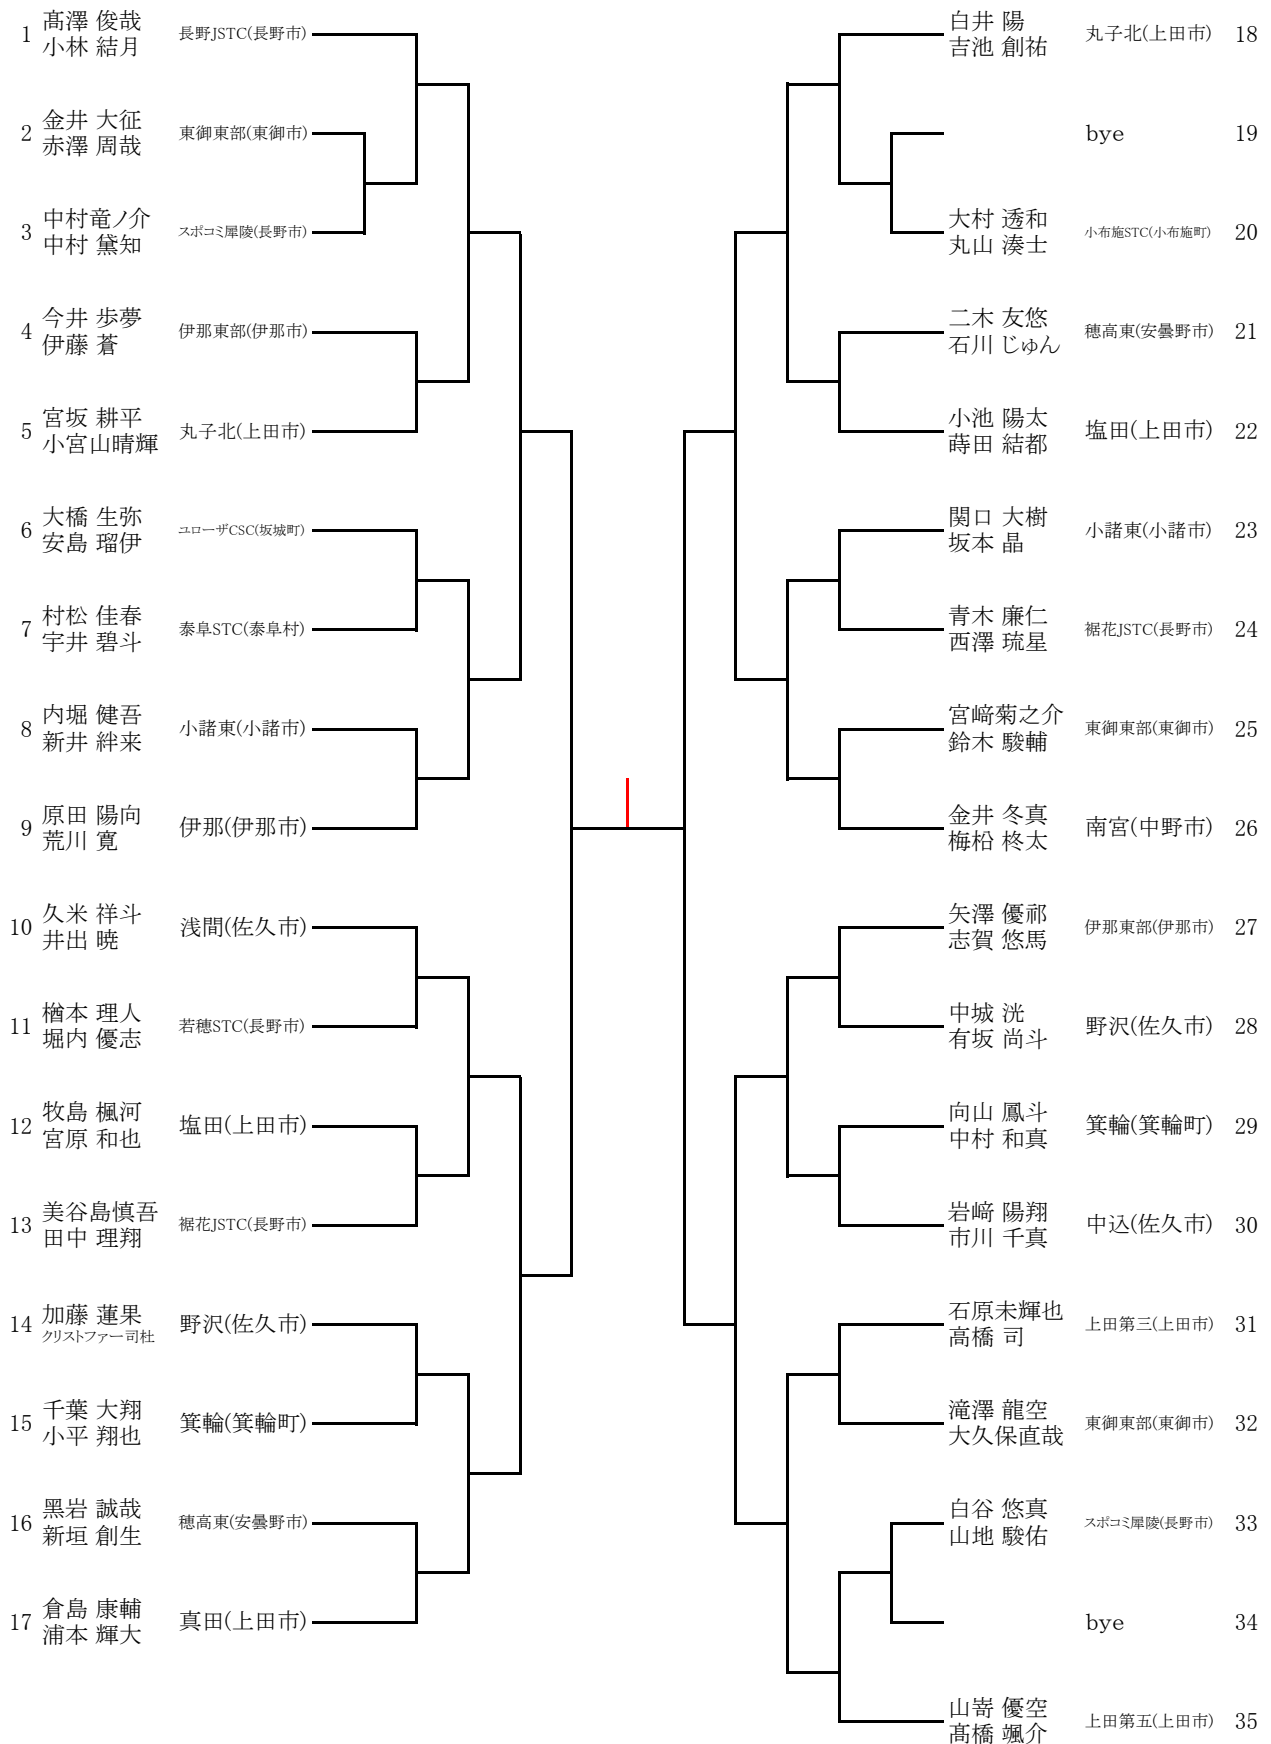 1 髙澤 俊哉 長野JSTC(長野市)
小林 結月
2 金井 大征 東御東部(東御市)
赤澤 周哉
3 中村竜ノ介 スポコミ犀陵(長野市)
中村 黛知
4 今井 歩夢 伊那東部(伊那市)
伊藤 蒼
5 宮坂 耕平 丸子北(上田市)
小宮山晴輝
6 大橋 生弥 ユローザCSC(坂城町)
安島 瑠伊
7 村松 佳春 泰阜STC(泰阜村)
宇井 碧斗
8 内堀 健吾 小諸東(小諸市)
新井 絆来
9 原田 陽向 伊那(伊那市)
荒川 寛
10 久米 祥斗 浅間(佐久市)
井出 暁
11 楢本 理人 若穂STC(長野市)
堀内 優志
12 牧島 楓河 塩田(上田市)
宮原 和也
13 美谷島慎吾 裾花JSTC(長野市)
田中 理翔
14 加藤 蓮果 野沢(佐久市)
クリストファー司杜
15 千葉 大翔 箕輪(箕輪町)
小平 翔也
16 黒岩 誠哉 穂高東(安曇野市)
新垣 創生
17 倉島 康輔 真田(上田市)
浦本 輝大
白井 陽 丸子北(上田市) 18
吉池 創祐
bye 19
大村 透和 小布施STC(小布施町) 20
丸山 湊士
二木 友悠 穂高東(安曇野市) 21
石川 じゅん
小池 陽太 塩田(上田市) 22
蒔田 結都
関口 大樹 小諸東(小諸市) 23
坂本 晶
青木 廉仁 裾花JSTC(長野市) 24
西澤 琉星
宮﨑菊之介 東御東部(東御市) 25
鈴木 駿輔
金井 冬真 南宮(中野市) 26
梅松 柊太
矢澤 優祁 伊那東部(伊那市) 27
志賀 悠馬
中城 洸 野沢(佐久市) 28
有坂 尚斗
向山 鳳斗 箕輪(箕輪町) 29
中村 和真
岩﨑 陽翔 中込(佐久市) 30
市川 千真
石原未輝也 上田第三(上田市) 31
高橋 司
滝澤 龍空 東御東部(東御市) 32
大久保直哉
白谷 悠真 スポコミ犀陵(長野市) 33
山地 駿佑
bye 34
山嵜 優空 上田第五(上田市) 35
髙橋 颯介